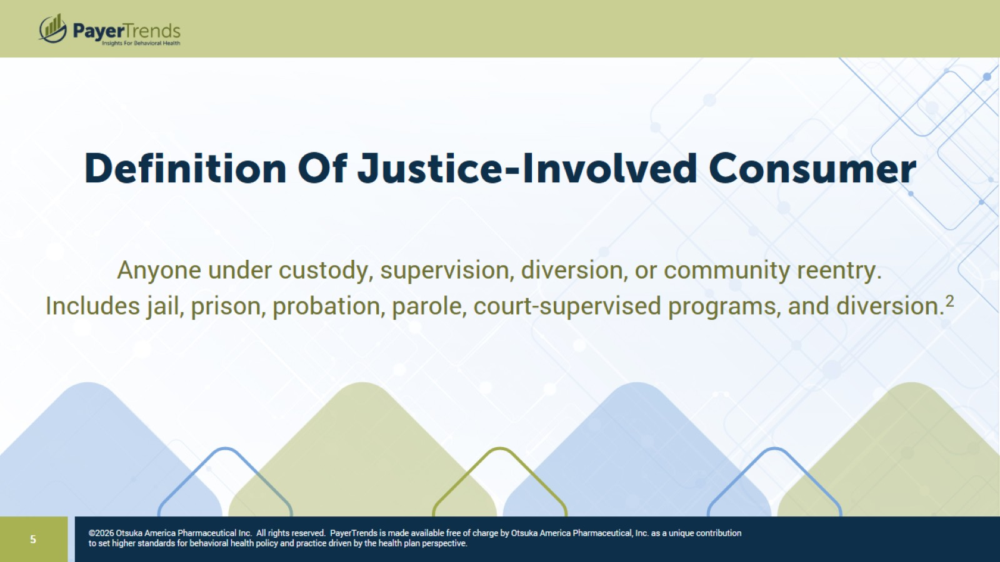 PayerTrends
Insights For Behavioral Health
Definition Of Justice-Involved Consumer
Anyone under custody, supervision, diversion, or community reentry.
Includes jail, prison, probation, parole, court-supervised programs, and diversion.²
5
©2026 Otsuka America Pharmaceutical Inc.  All rights reserved.  PayerTrends is made available free of charge by Otsuka America Pharmaceutical, Inc. as a unique contribution
to set higher standards for behavioral health policy and practice driven by the health plan perspective.